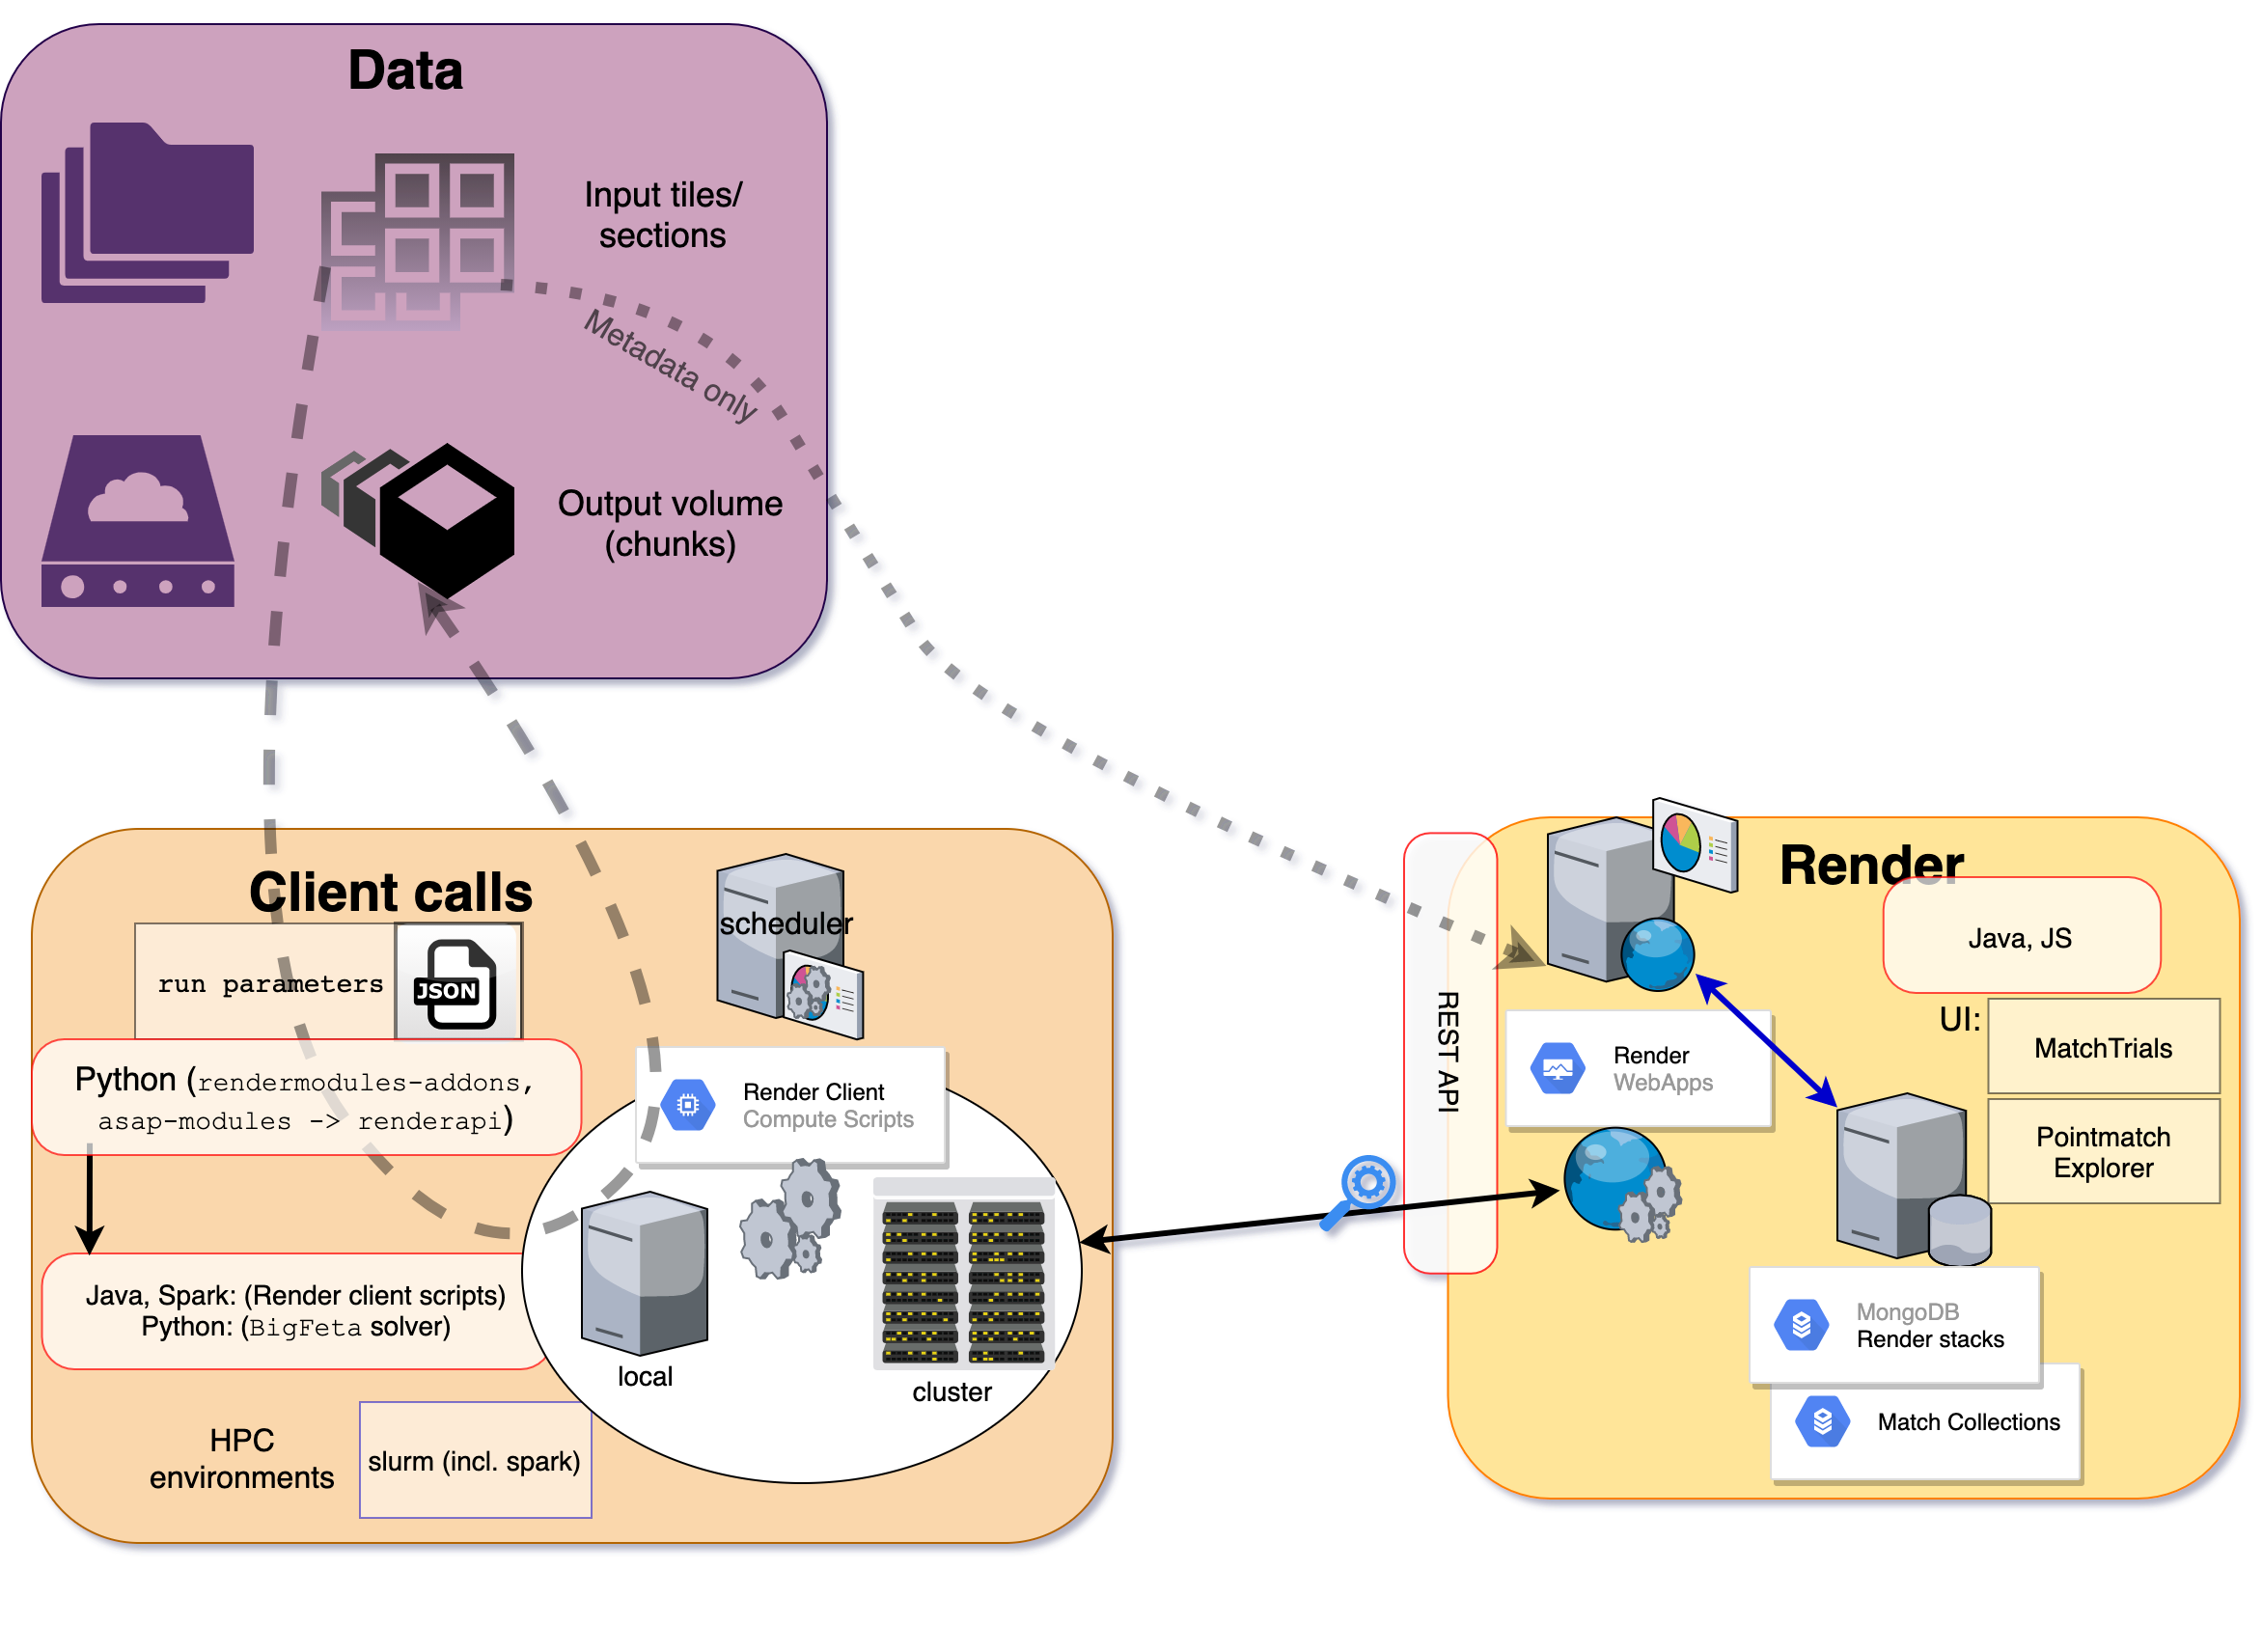 Data
Input tiles/
sections
Metadata only
Output volume
(chunks)
Client calls
scheduler
run parameters
JSON
Python (rendermodules-addons,
asap-modules -> renderapi)
Render Client
Compute Scripts
Java, Spark: (Render client scripts)
Python: (BigFeta solver)
local
cluster
HPC
environments
slurm (incl. spark)
REST API
Render
Java, JS
UI:
MatchTrials
Pointmatch
Explorer
Render
WebApps
MongoDB
Render stacks
Match Collections